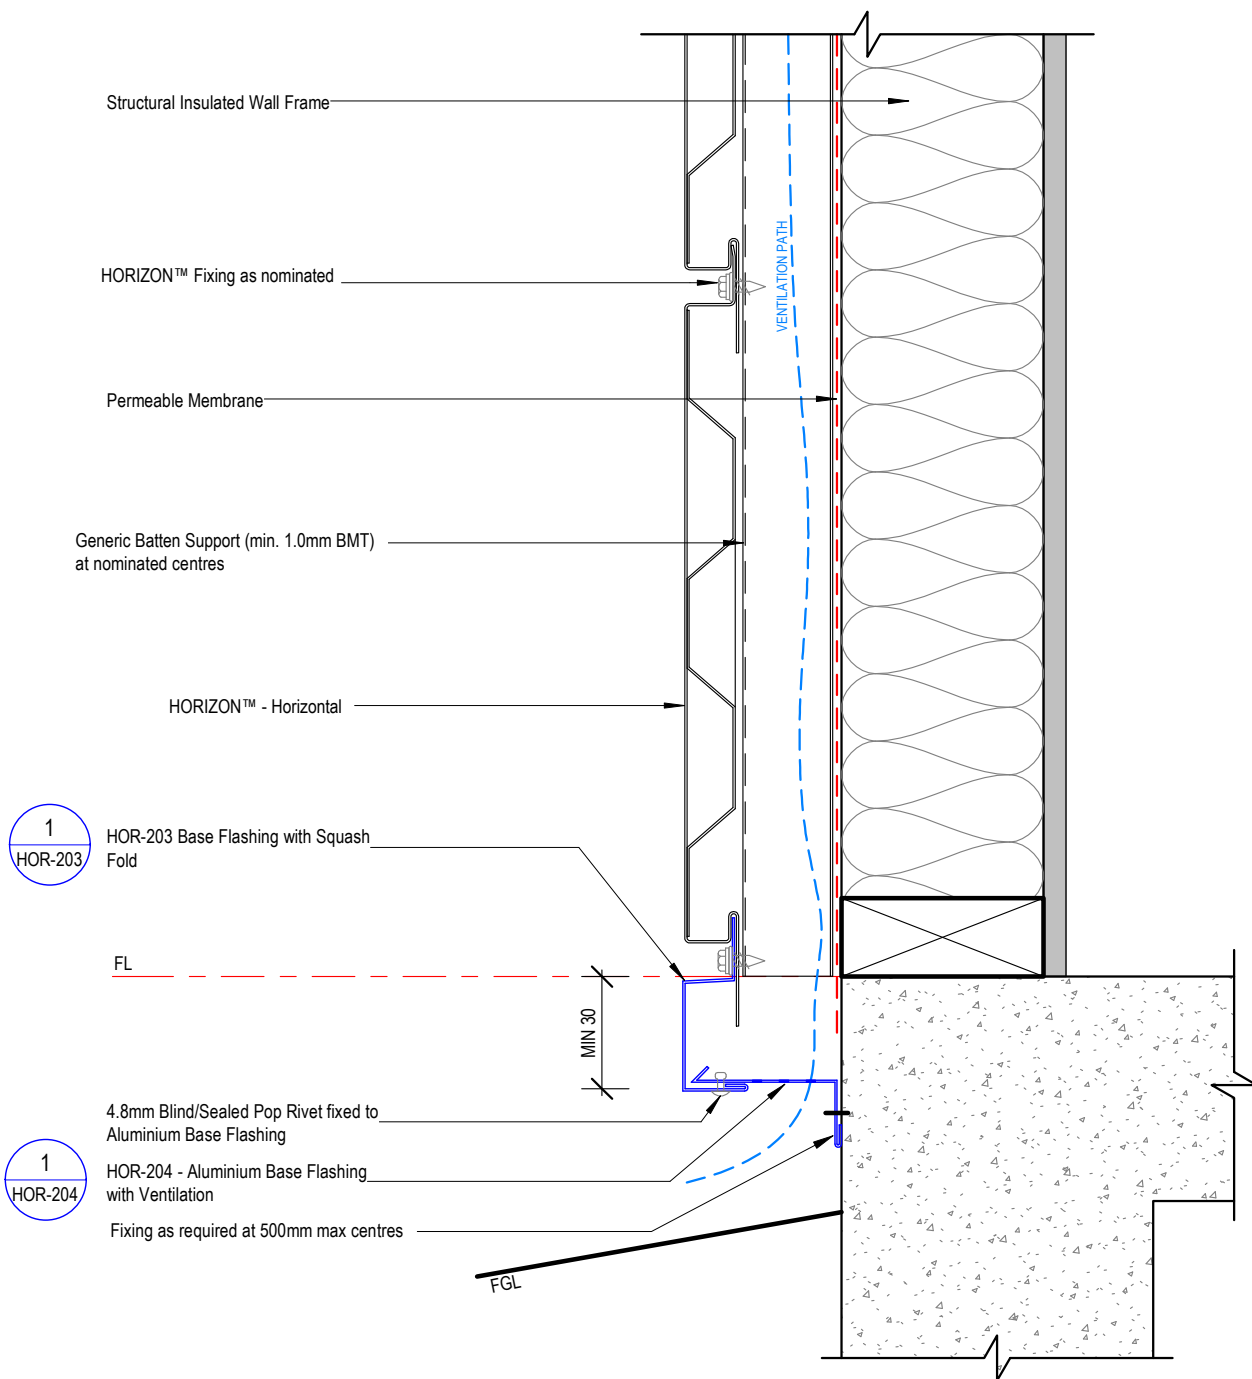 Structural Insulated Wall Frame
HORIZON™ Fixing as nominated
VENTILATION PATH
Permeable Membrane
Generic Batten Support (min. 1.0mm BMT)
at nominated centres
HORIZON™ - Horizontal
1
HOR-203
HOR-203 Base Flashing with Squash
Fold
FL
MIN 30
4.8mm Blind/Sealed Pop Rivet fixed to
Aluminium Base Flashing
1
HOR-204
HOR-204 - Aluminium Base Flashing
with Ventilation
Fixing as required at 500mm max centres
FGL